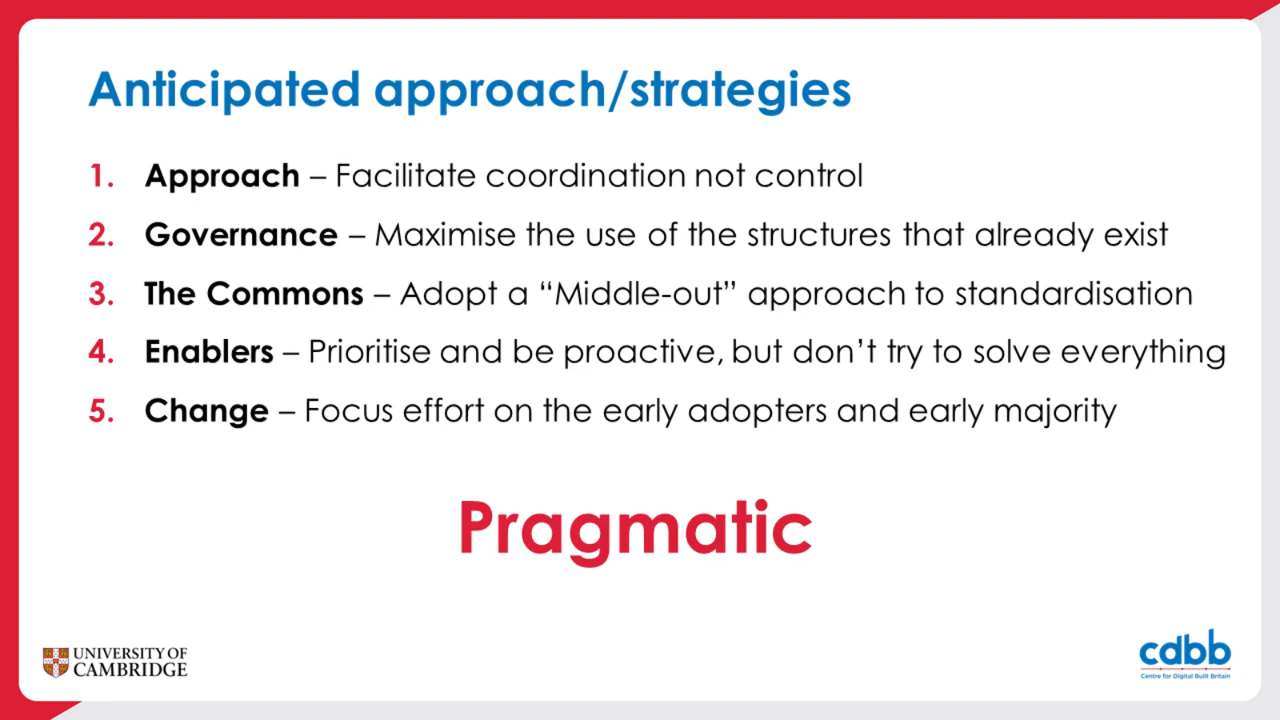 Anticipated approach/strategies
1. Approach – Facilitate coordination not control
2. Governance – Maximise the use of the structures that already exist
3. The Commons – Adopt a “Middle-out” approach to standardisation
4. Enablers – Prioritise and be proactive, but don’t try to solve everything
5. Change – Focus effort on the early adopters and early majority
Pragmatic
UNIVERSITY OF
CAMBRIDGE
cdbb
Centre for Digital Built Britain